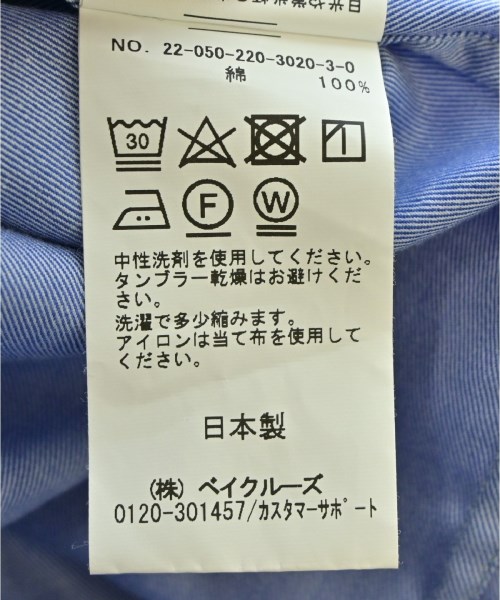 NO. 22-050-220-3020-3-0
綿 100%
30
F
W
中性洗剤を使用してください。
タンブラー乾燥はお避けくだ
さい。
洗濯で多少縮みます。
アイロンは当て布を使用して
ください。
日本製
(株) ベイクルーズ
0120-301457/カスタマーサポート